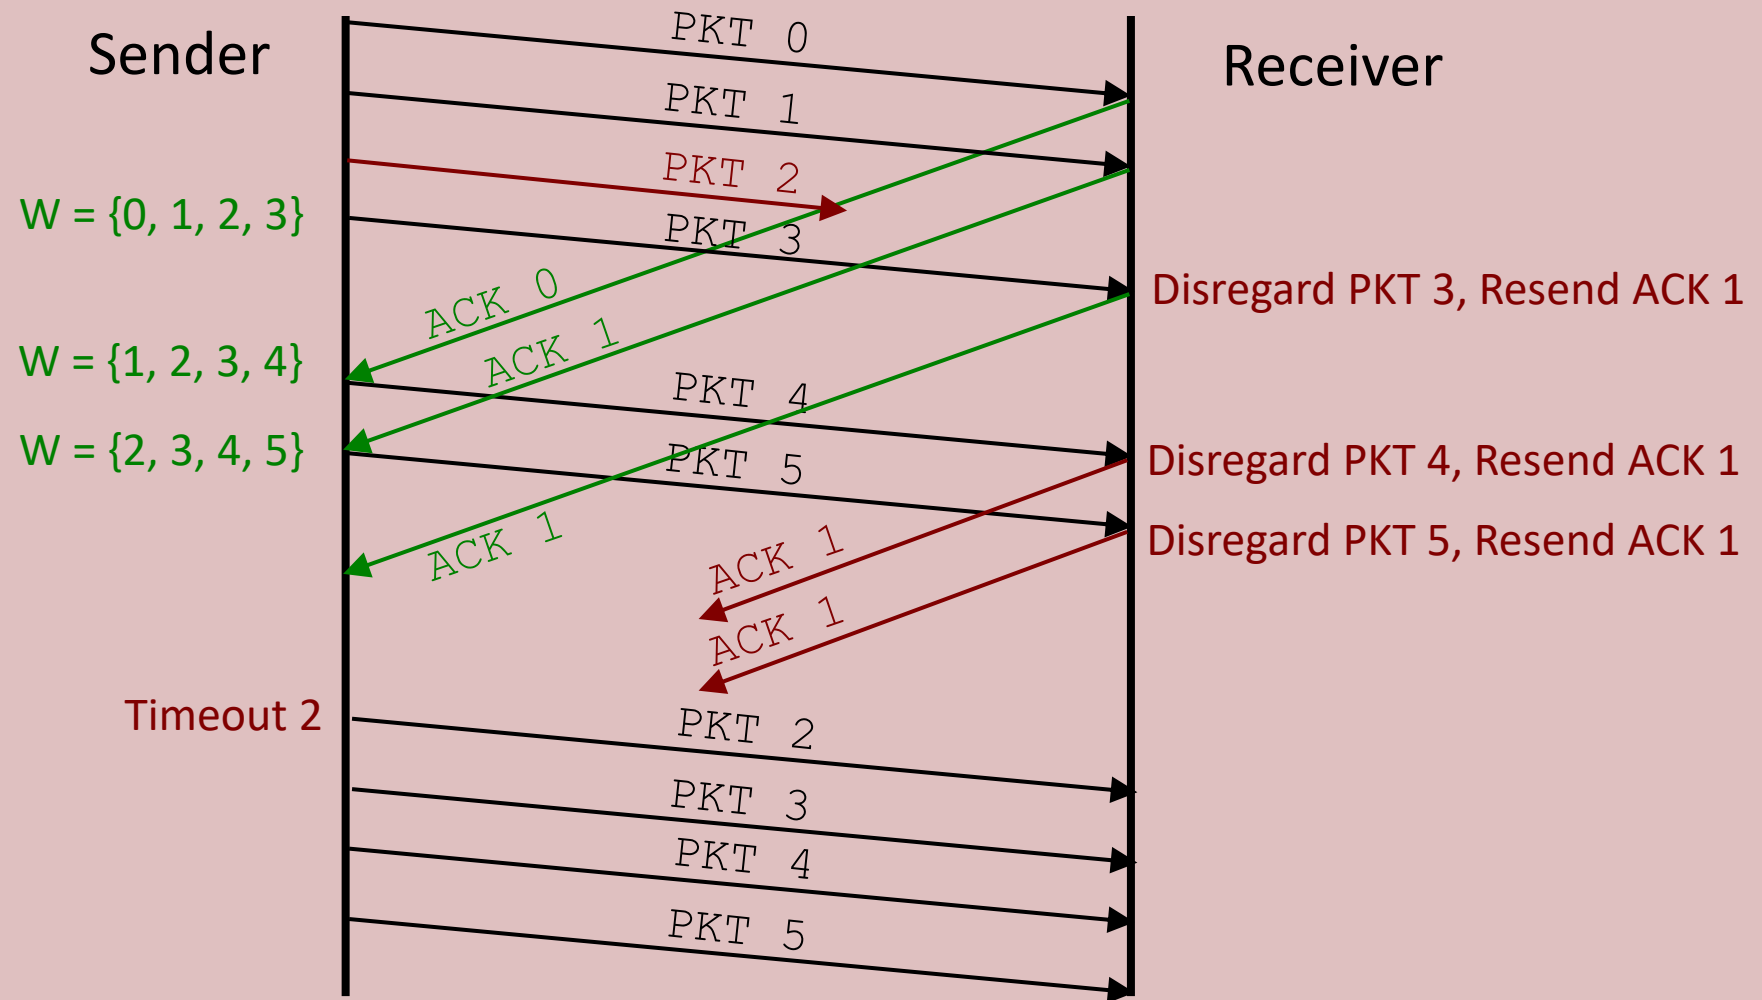 PKT 0
Sender
Receiver
PKT 1
PKT 2
W = {0, 1, 2, 3}
PKT 3
Disregard PKT 3, Resend ACK 1
ACK 0
ACK 1
W = {1, 2, 3, 4}
PKT 4
W = {2, 3, 4, 5}
PKT 5
Disregard PKT 4, Resend ACK 1
Disregard PKT 5, Resend ACK 1
ACK 1
ACK 1
ACK 1
Timeout 2
PKT 2
PKT 3
PKT 4
PKT 5